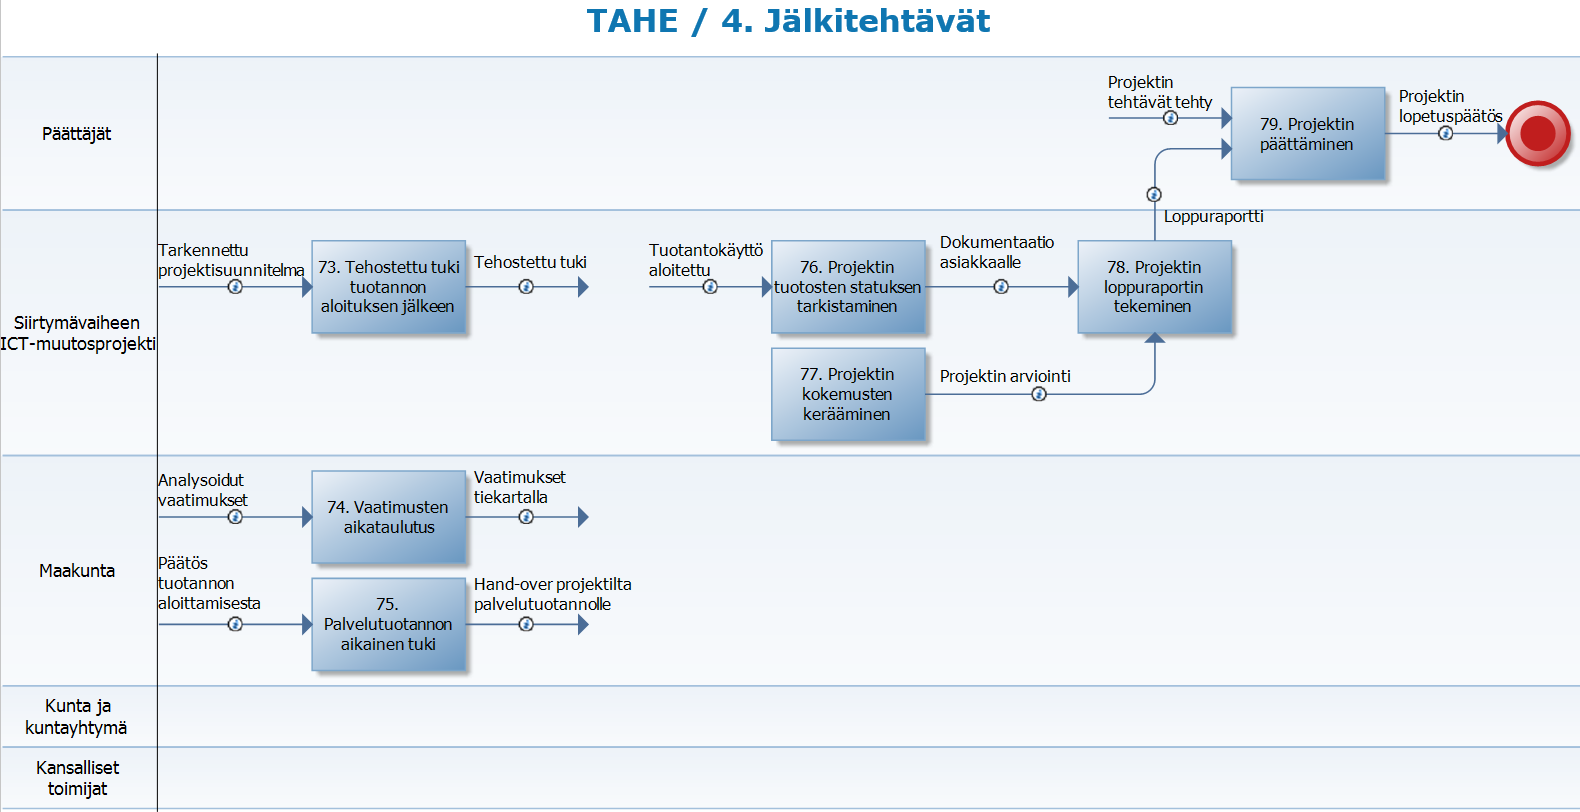 TAHE / 4. Jälkitehtävät
Päättäjät
Projektin
tehtävät tehty
79. Projektin
päättäminen
Projektin
lopetuspäätös
Loppuraportti
Siirtymävaiheen
ICT-muutosprojekti
Tarkennettu
projektisuunnitelma
73. Tehostettu tuki
tuotannon
aloituksen jälkeen
Tehostettu tuki
Tuotantokäyttö
aloitettu
76. Projektin
tuotosten statuksen
tarkistaminen
Dokumentaatio
asiakkaalle
78. Projektin
loppuraportin
tekeminen
77. Projektin
kokemusten
kerääminen
Projektin arviointi
Maakunta
Analysoidut
vaatimukset
74. Vaatimusten
aikataulutus
Vaatimukset
tiekartalla
Päätös
tuotannon
aloittamisesta
75.
Palvelutuotannon
aikainen tuki
Hand-over projektilta
palvelutuotannolle
Kunta ja
kuntayhtymä
Kansalliset
toimijat